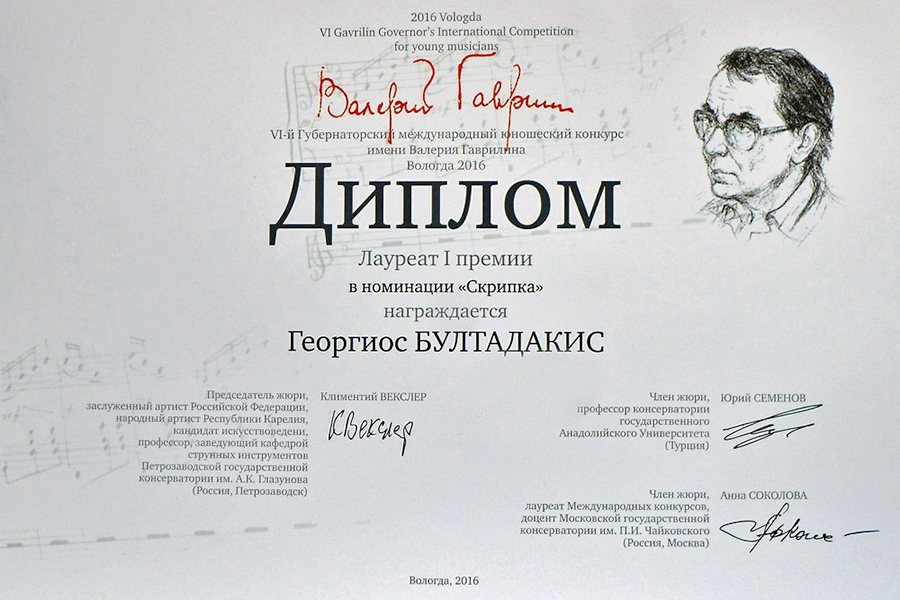 2016 Vologda
VI Gavrilin Governor's International Competition
for young musicians
Валерий Гаврилин
VI-й Губернаторский международный юношеский конкурс
имени Валерия Гаврилина
Вологда 2016
Диплом
Лауреат I премии
в номинации «Скрипка»
награждается
Георгиос БУЛТАДАКИС
Председатель жюри,
заслуженный артист Российской Федерации,
народный артист Республики Карелия,
кандидат искусствоведени,
профессор, заведующий кафедрой
струнных инструментов
Петрозаводской государственной
консерватории им. А.К. Глазунова
(Россия, Петрозаводск)
Климентий ВЕКСЛЕР
КВекслер
Член жюри,
профессор консерватории
государственного
Анадолийского Университета
(Турция)
Юрий СЕМЕНОВ
Член жюри,
лауреат Международных конкурсов,
доцент Московской государственной
консерватории им. П.И. Чайковского
(Россия, Москва)
Анна СОКОЛОВА
Вологда, 2016